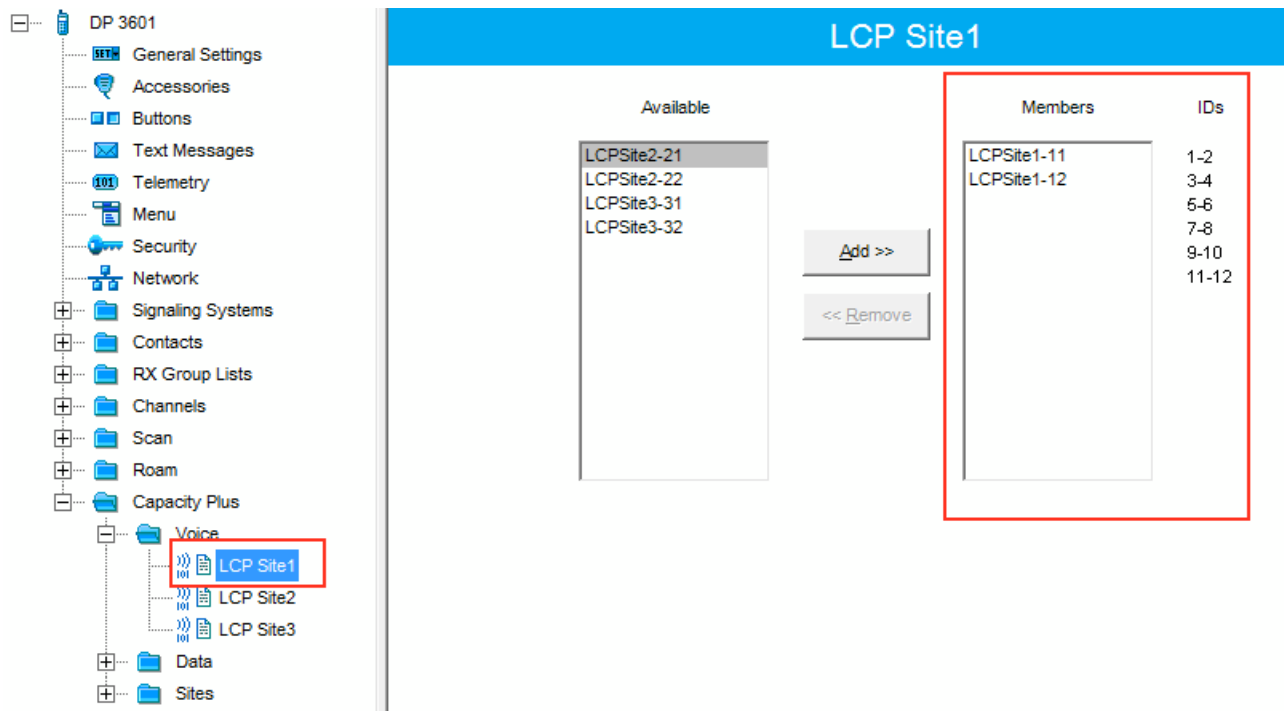 DP 3601
General Settings
Accessories
Buttons
Text Messages
Telemetry
Menu
Security
Network
Signaling Systems
Contacts
RX Group Lists
Channels
Scan
Roam
Capacity Plus
Voice
LCP Site1
LCP Site2
LCP Site3
Data
Sites
LCP Site1
Available
LCPSite2-21
LCPSite2-22
LCPSite3-31
LCPSite3-32
Add >>
<< Remove
Members IDs
LCPSite1-11 1-2
LCPSite1-12 3-4
5-6
7-8
9-10
11-12